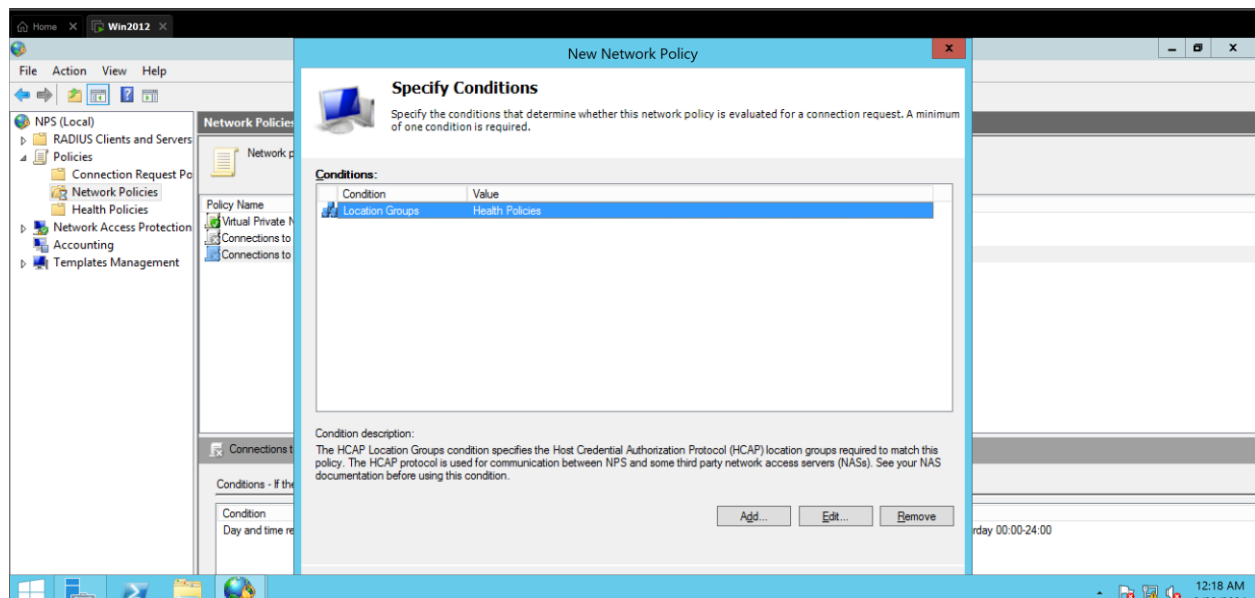 Home
Win2012
New Network Policy
File Action View Help
NPS (Local)
RADIUS Clients and Servers
Policies
Connection Request Po
Network Policies
Health Policies
Network Access Protection
Accounting
Templates Management
Network Policies
Network p
Policy Name
Virtual Private N
Connections to
Connections to
Connections t
Conditions - If the
Condition
Day and time re
Specify Conditions
Specify the conditions that determine whether this network policy is evaluated for a connection request. A minimum
of one condition is required.
Conditions:
Condition Value
Location Groups Health Policies
Condition description:
The HCAP Location Groups condition specifies the Host Credential Authorization Protocol (HCAP) location groups required to match this
policy. The HCAP protocol is used for communication between NPS and some third party network access servers (NASs). See your NAS
documentation before using this condition.
Add... Edit... Remove
rday 00:00-24:00
12:18 AM